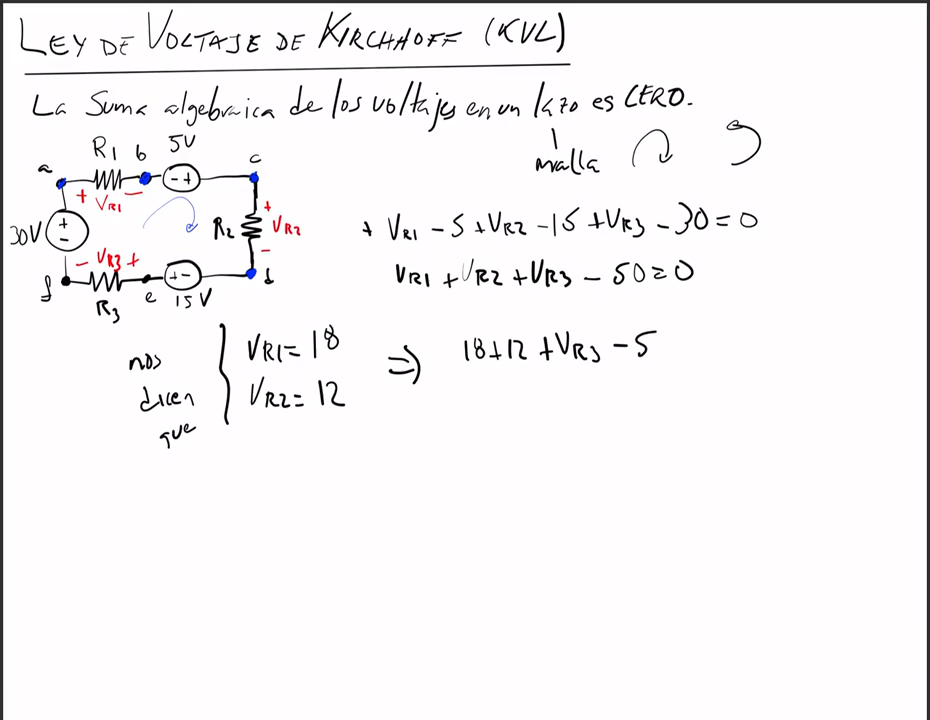 LEY DE VOLTAJE DE KIRCHHOFF (KVL)
La Suma algebraica de los voltajes en un lazo es CERO.
malla
R1 b 5V
a - + c
+ VR1 -
30V + - R2 + VR2 -
- VR3 +
f R3 e + - 15V d
+ VR1 - 5 + VR2 - 15 + VR3 - 30 = 0
VR1 + VR2 + VR3 - 50 = 0
nos dicen que
VR1 = 18
VR2 = 12
⇒ 18 + 12 + VR3 - 5